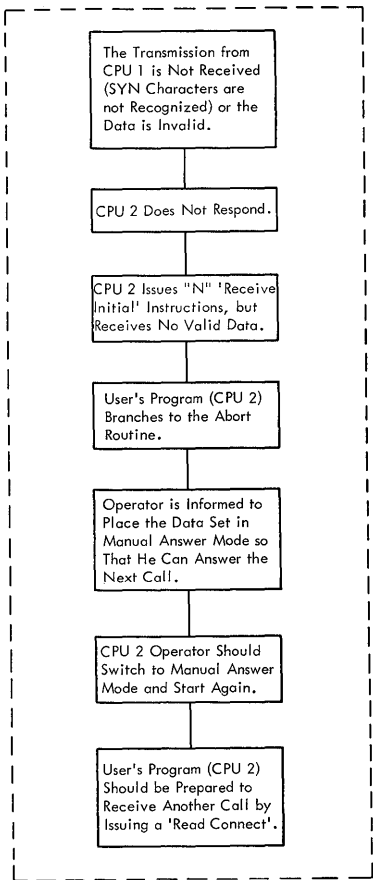 The Transmission from
CPU 1 is Not Received
(SYN Characters are
not Recognized) or the
Data is Invalid.
CPU 2 Does Not Respond.
CPU 2 Issues "N" 'Receive
Initial' Instructions, but
Receives No Valid Data.
User's Program (CPU 2)
Branches to the Abort
Routine.
Operator is Informed to
Place the Data Set in
Manual Answer Mode so
That He Can Answer the
Next Call.
CPU 2 Operator Should
Switch to Manual Answer
Mode and Start Again.
User's Program (CPU 2)
Should be Prepared to
Receive Another Call by
Issuing a 'Read Connect'.